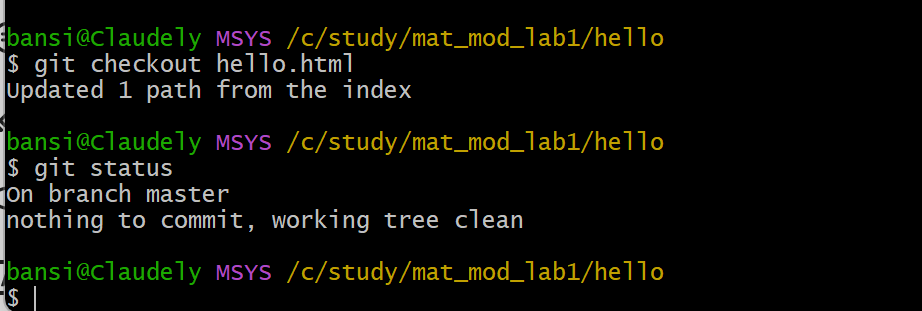 bansi@Claudely MSYS /c/study/mat_mod_lab1/hello
$ git checkout hello.html
Updated 1 path from the index
bansi@Claudely MSYS /c/study/mat_mod_lab1/hello
$ git status
On branch master
nothing to commit, working tree clean
bansi@Claudely MSYS /c/study/mat_mod_lab1/hello
$